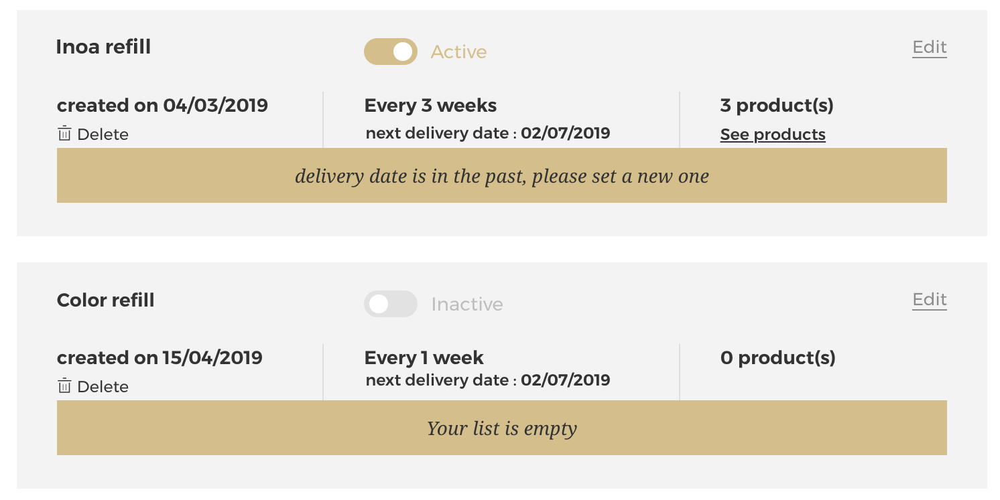 Inoa refill
Active
Edit
created on 04/03/2019
Every 3 weeks
3 product(s)
Delete
next delivery date : 02/07/2019
See products
delivery date is in the past, please set a new one
Color refill
Inactive
Edit
created on 15/04/2019
Every 1 week
0 product(s)
Delete
next delivery date : 02/07/2019
Your list is empty